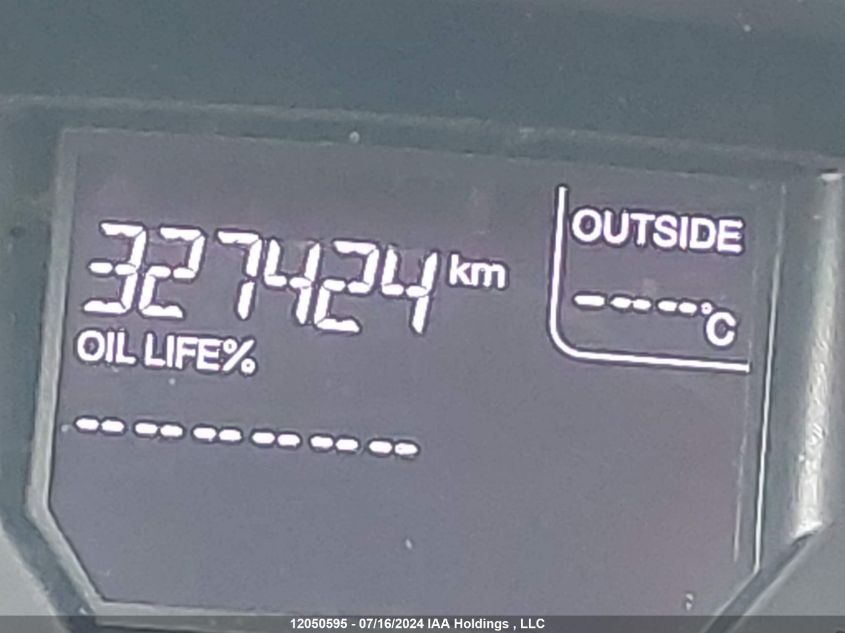 327424 km
OUTSIDE
----°C
OIL LIFE%
------------
12050595 - 07/16/2024 IAA Holdings , LLC